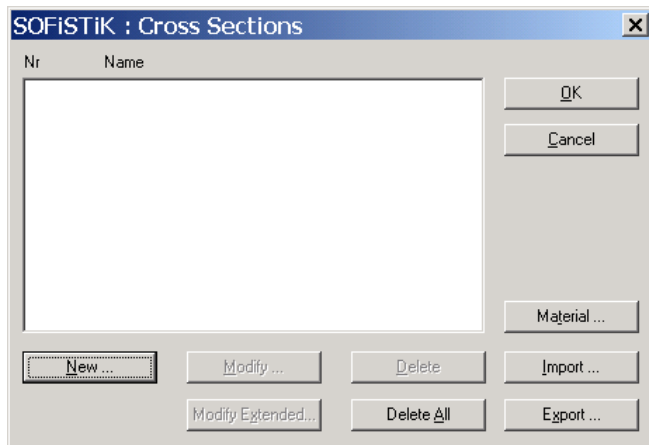 SOFiSTiK : Cross Sections
Nr Name
OK
Cancel
Material ...
New ... Modify ... Delete Import ...
Modify Extended... Delete All Export ...